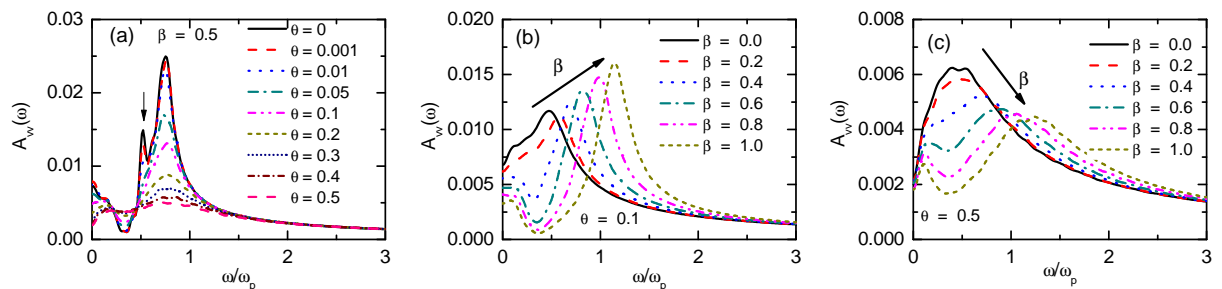 (a)
β = 0.5
θ = 0
θ = 0.001
θ = 0.01
θ = 0.05
θ = 0.1
θ = 0.2
θ = 0.3
θ = 0.4
θ = 0.5
0.03
0.02
0.01
0.00
A_vv(ω)
0 1 2 3
ω/ω_p
(b)
β
β = 0.0
β = 0.2
β = 0.4
β = 0.6
β = 0.8
β = 1.0
θ = 0.1
0.020
0.015
0.010
0.005
0.000
A_vv(ω)
0 1 2 3
ω/ω_p
(c)
β
β = 0.0
β = 0.2
β = 0.4
β = 0.6
β = 0.8
β = 1.0
θ = 0.5
0.008
0.006
0.004
0.002
0.000
A_vv(ω)
0 1 2 3
ω/ω_p